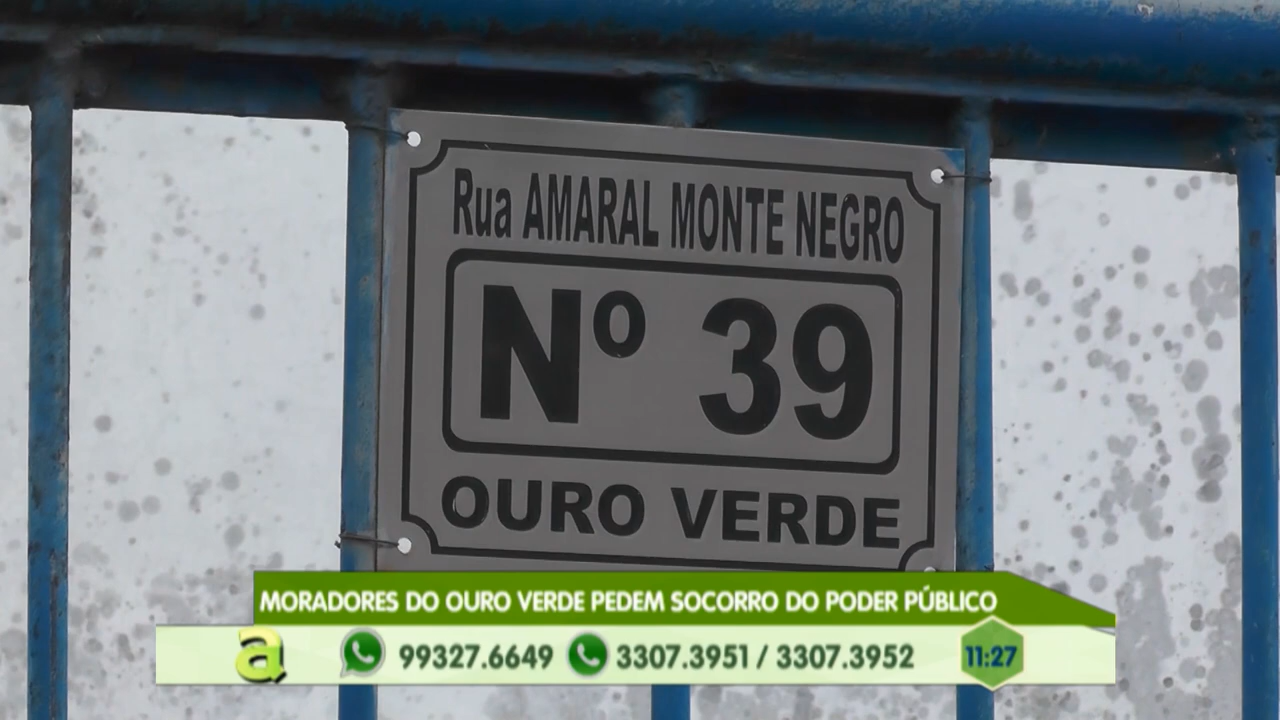 Rua AMARAL MONTE NEGRO
Nº 39
OURO VERDE
MORADORES DO OURO VERDE PEDEM SOCORRO DO PODER PÚBLICO
a 99327.6649 3307.3951 / 3307.3952 11:27